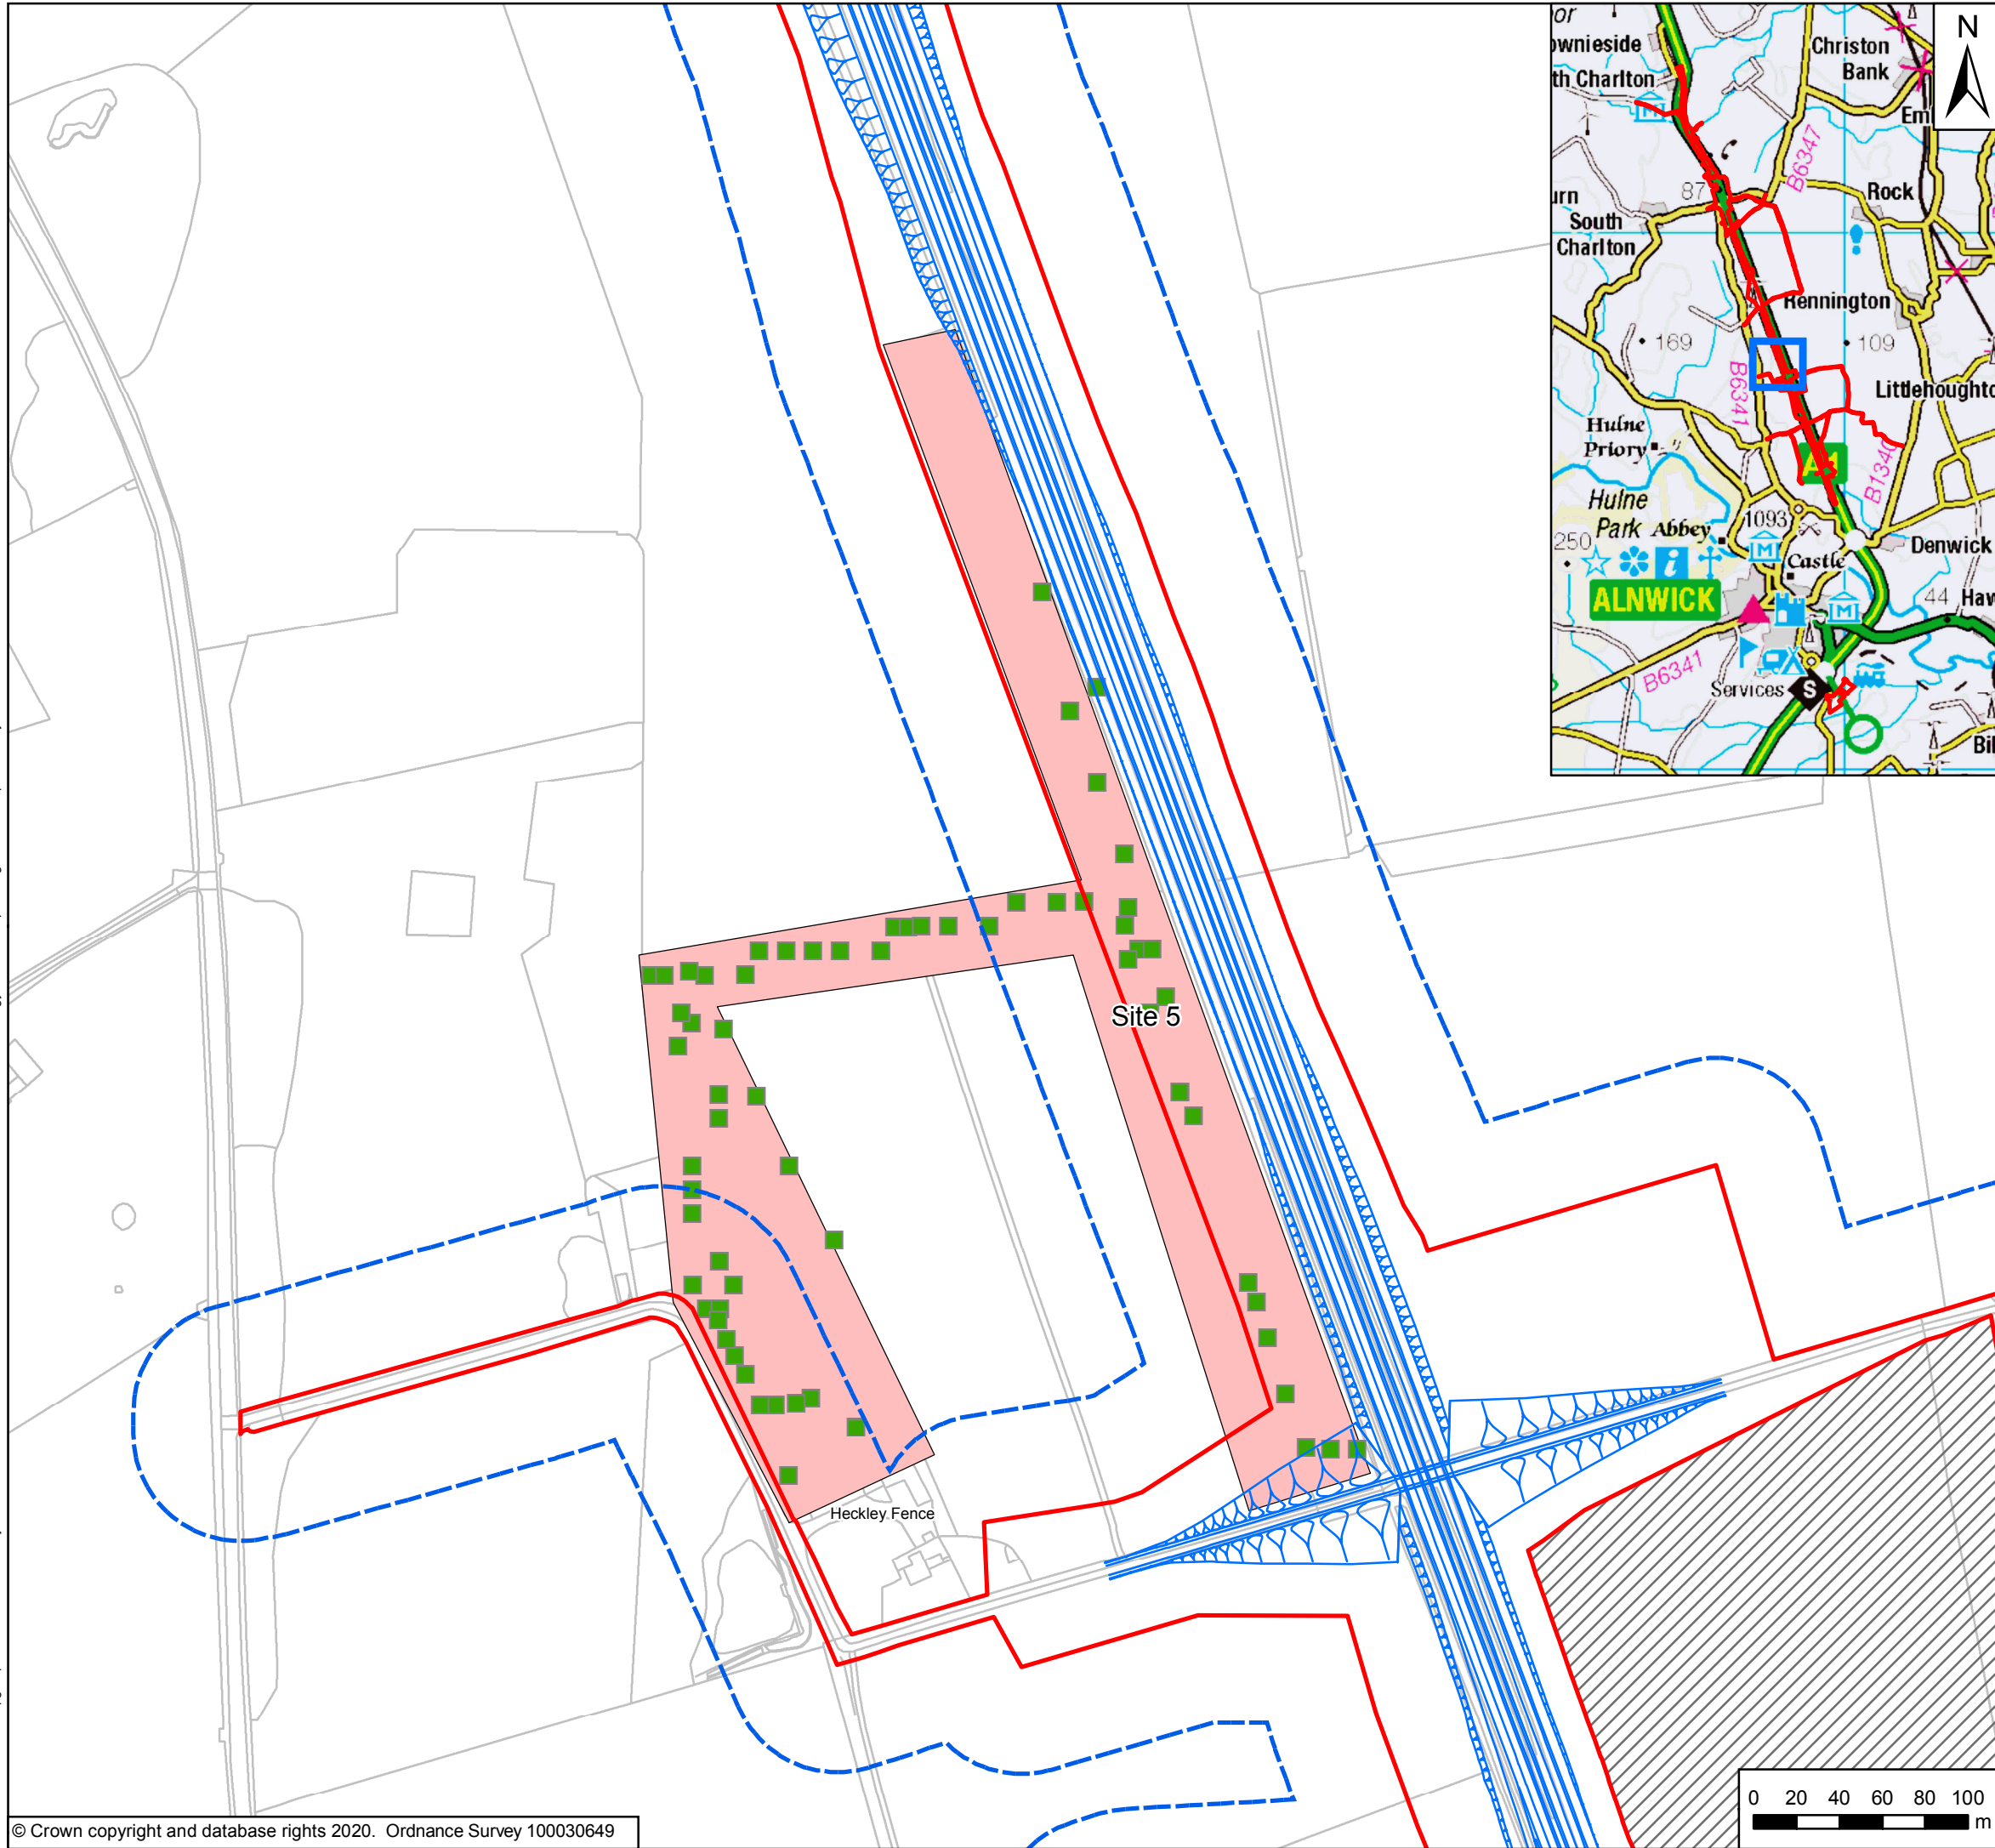 N
Christon
Bank
th Charlton
B6347
87
Rock
South
Charlton
Rennington
169
109
B6341
Hulne
Priory
B1340
Hulne
Park
Abbey
1093
250
Denwick
Castle
ALNWICK
44
B6341
Services
S
i
M
M
M
Site 5
Heckley Fence
0 20 40 60 80 100
m
© Crown copyright and database rights 2020. Ordnance Survey 100030649